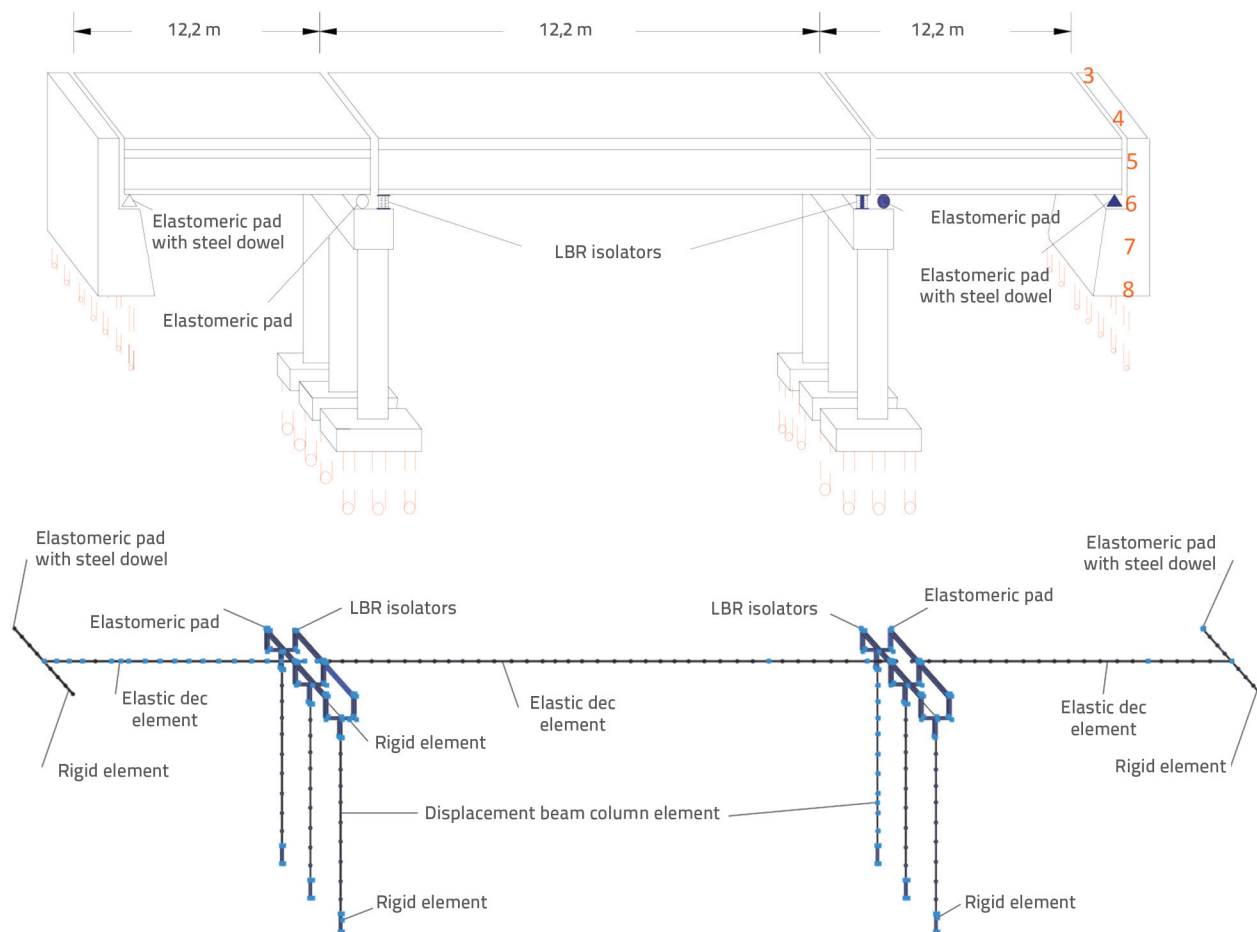 12,2 m
12,2 m
12,2 m
3
4
5
6
7
8
Elastomeric pad
with steel dowel
LBR isolators
Elastomeric pad
Elastomeric pad
with steel dowel
Elastomeric pad
Elastomeric pad
with steel dowel
Elastomeric pad
with steel dowel
Elastomeric pad
LBR isolators
LBR isolators
Elastomeric pad
Elastic dec
element
Elastic dec
element
Elastic dec
element
Rigid element
Rigid element
Rigid element
Displacement beam column element
Rigid element
Rigid element